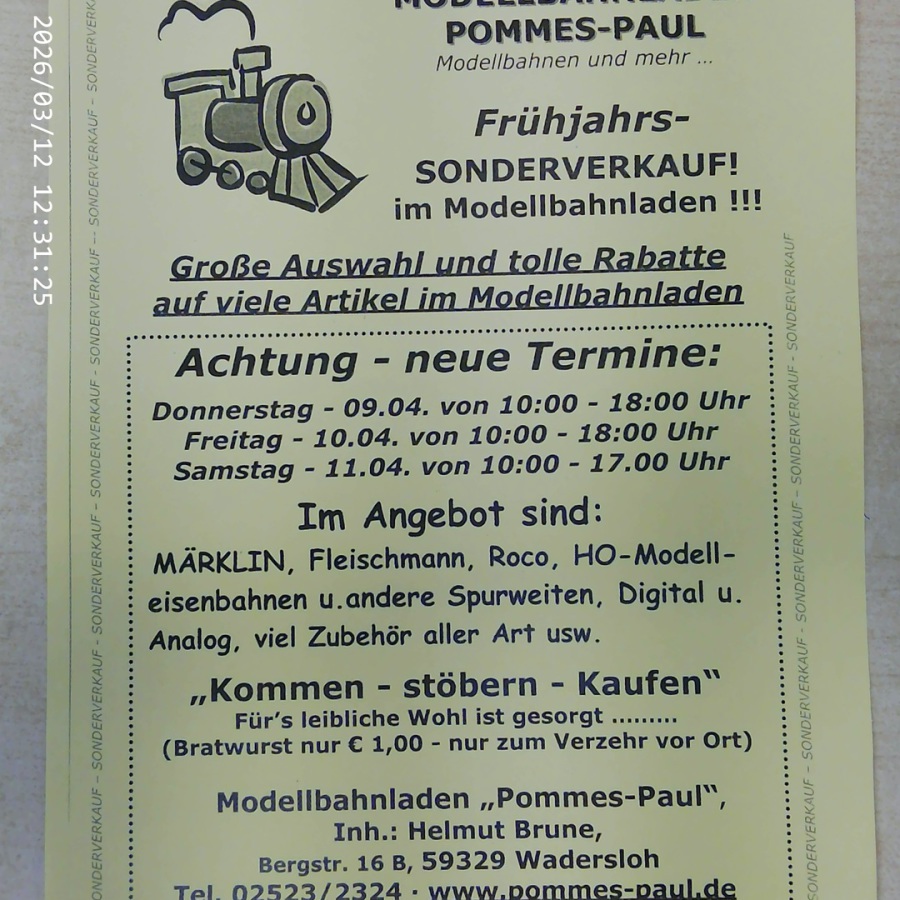 2026/03/12 12:31:25
POMMES-PAUL
Modellbahnen und mehr ...
Frühjahrs-
SONDERVERKAUF!
im Modellbahnladen !!!
Große Auswahl und tolle Rabatte
auf viele Artikel im Modellbahnladen
Achtung - neue Termine:
Donnerstag - 09.04. von 10:00 - 18:00 Uhr
Freitag - 10.04. von 10:00 - 18:00 Uhr
Samstag - 11.04. von 10:00 - 17.00 Uhr
Im Angebot sind:
MÄRKLIN, Fleischmann, Roco, HO-Modell-
eisenbahnen u.andere Spurweiten, Digital u.
Analog, viel Zubehör aller Art usw.
„Kommen - stöbern - Kaufen“
Für’s leibliche Wohl ist gesorgt .........
(Bratwurst nur € 1,00 - nur zum Verzehr vor Ort)
Modellbahnladen „Pommes-Paul“,
Inh.: Helmut Brune,
Bergstr. 16 B, 59329 Wadersloh
Tel. 02523/2324 · www.pommes-paul.de
SONDERVERKAUF - SONDERVERKAUF - SONDERVERKAUF - SONDERVERKAUF -- SONDERVERKAUF - SONDERVERKAUF
SONDERVERKAUF - SONDERVERKAUF - SONDERVERKAUF - SONDERVERKAUF - SONDERVERKAUF